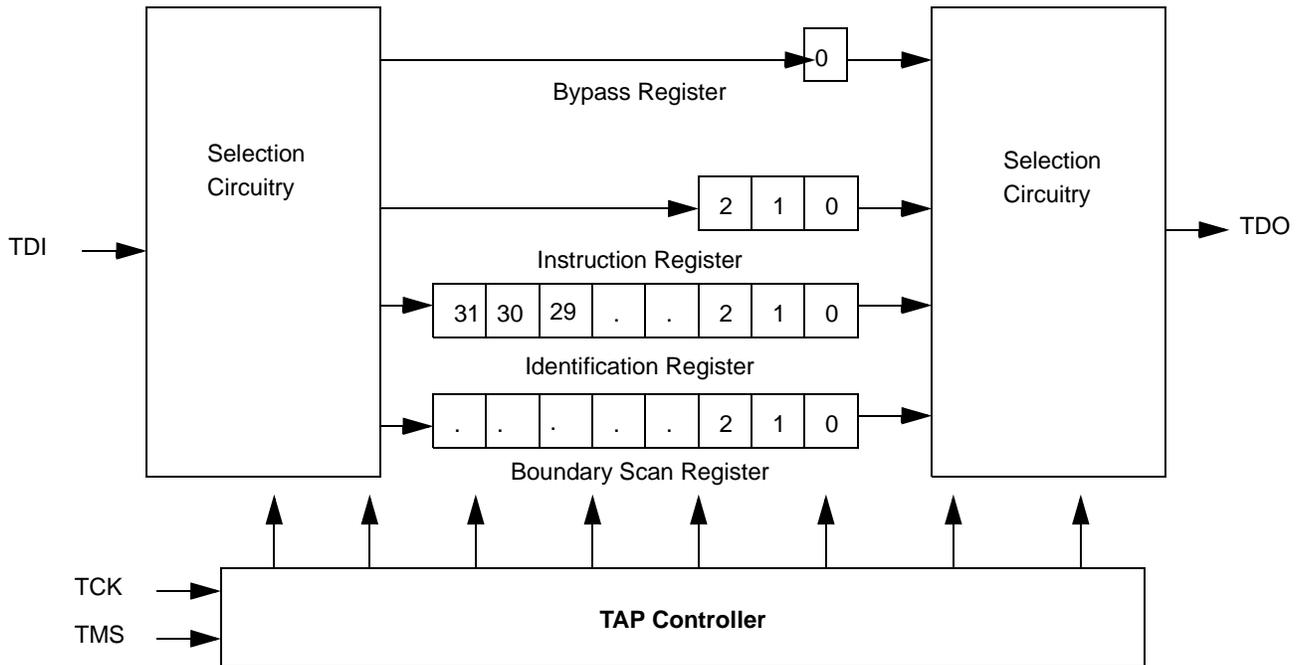 0
Bypass Register
Selection
Circuitry
Selection
Circuitry
2 1 0
TDI
TDO
Instruction Register
31 30 29 . . 2 1 0
Identification Register
. . . . . 2 1 0
Boundary Scan Register
TCK
TMS
TAP Controller